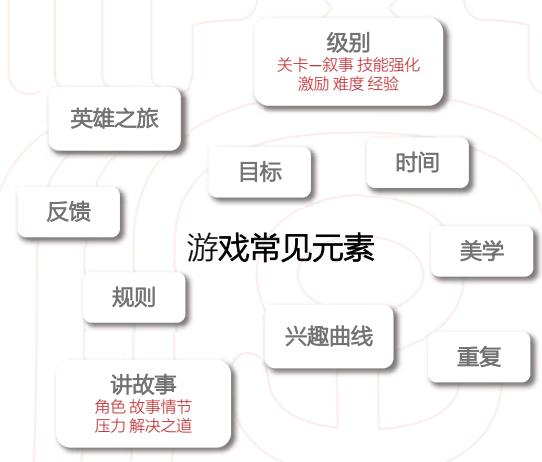 级别
关卡—叙事 技能强化
激励 难度 经验
英雄之旅
目标
时间
反馈
游戏常见元素
美学
规则
兴趣曲线
重复
讲故事
角色 故事情节
压力 解决之道